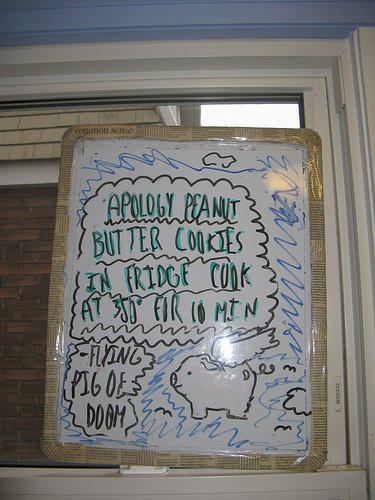 common sense
APOLOGY PEANUT
BUTTER COOKIES
IN FRIDGE COOK
AT 350° FOR 10 MIN
-FLYING
PIG OF
DOOM